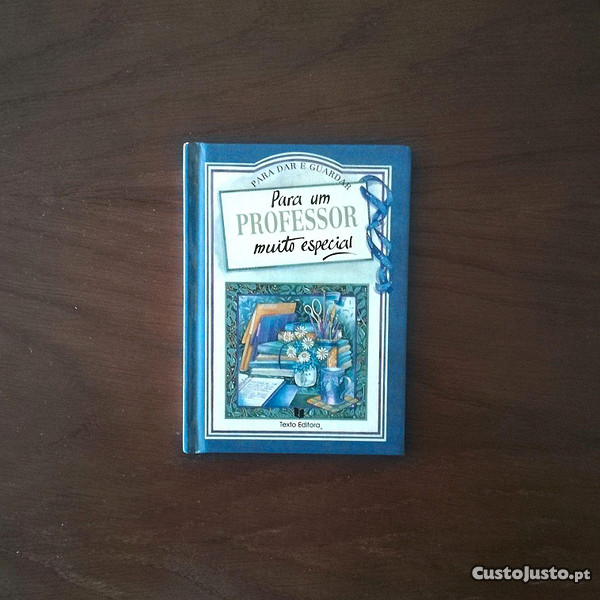 PARA DAR E GUARDAR
Para um
PROFESSOR
muito especial
Texto Editora
CustoJusto.pt